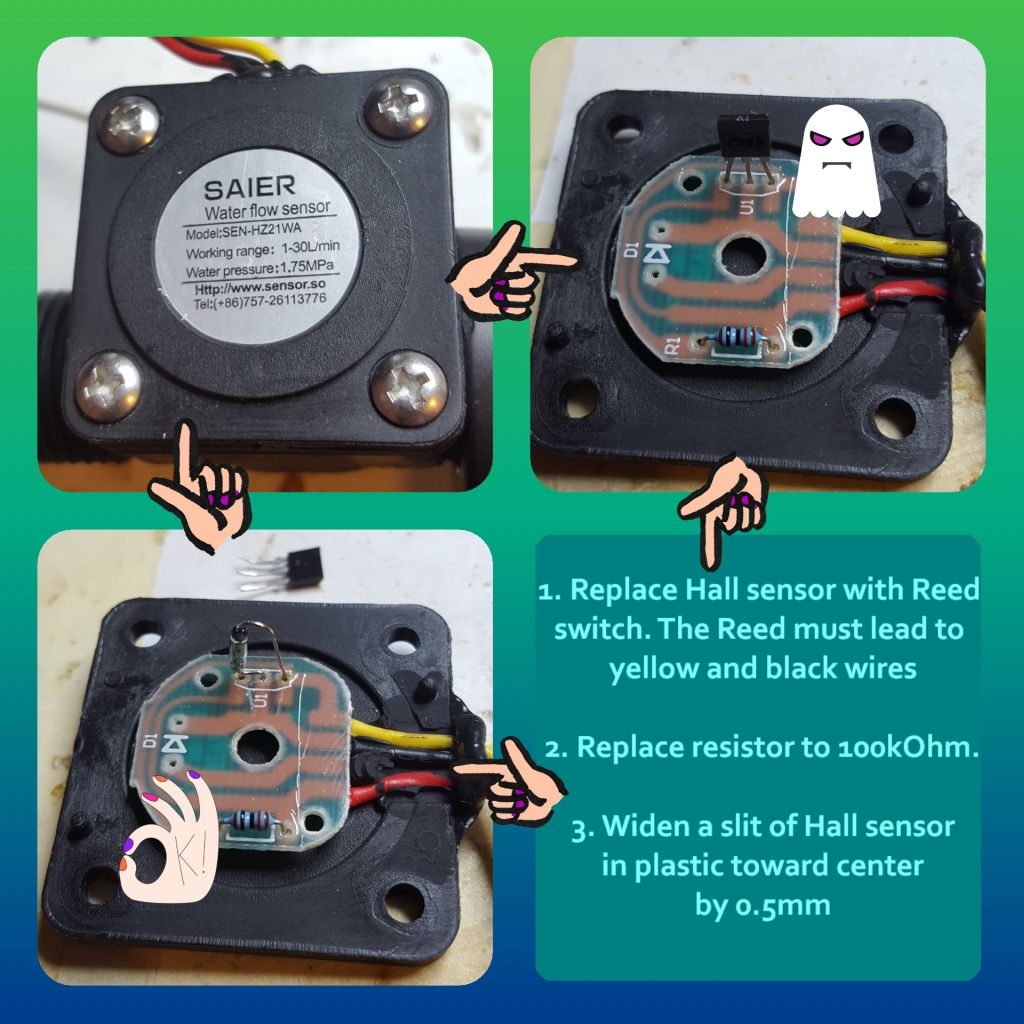 SAIER
Water flow sensor
Model:SEN-HZ21WA
Working range: 1-30L/min
Water pressure:1.75MPa
Http://www.sensor.so
Tel:(+86)757-26113776
U1
D1
R1
U1
D1
K!
1. Replace Hall sensor with Reed
switch. The Reed must lead to
yellow and black wires
2. Replace resistor to 100kOhm.
3. Widen a slit of Hall sensor
in plastic toward center
by 0.5mm